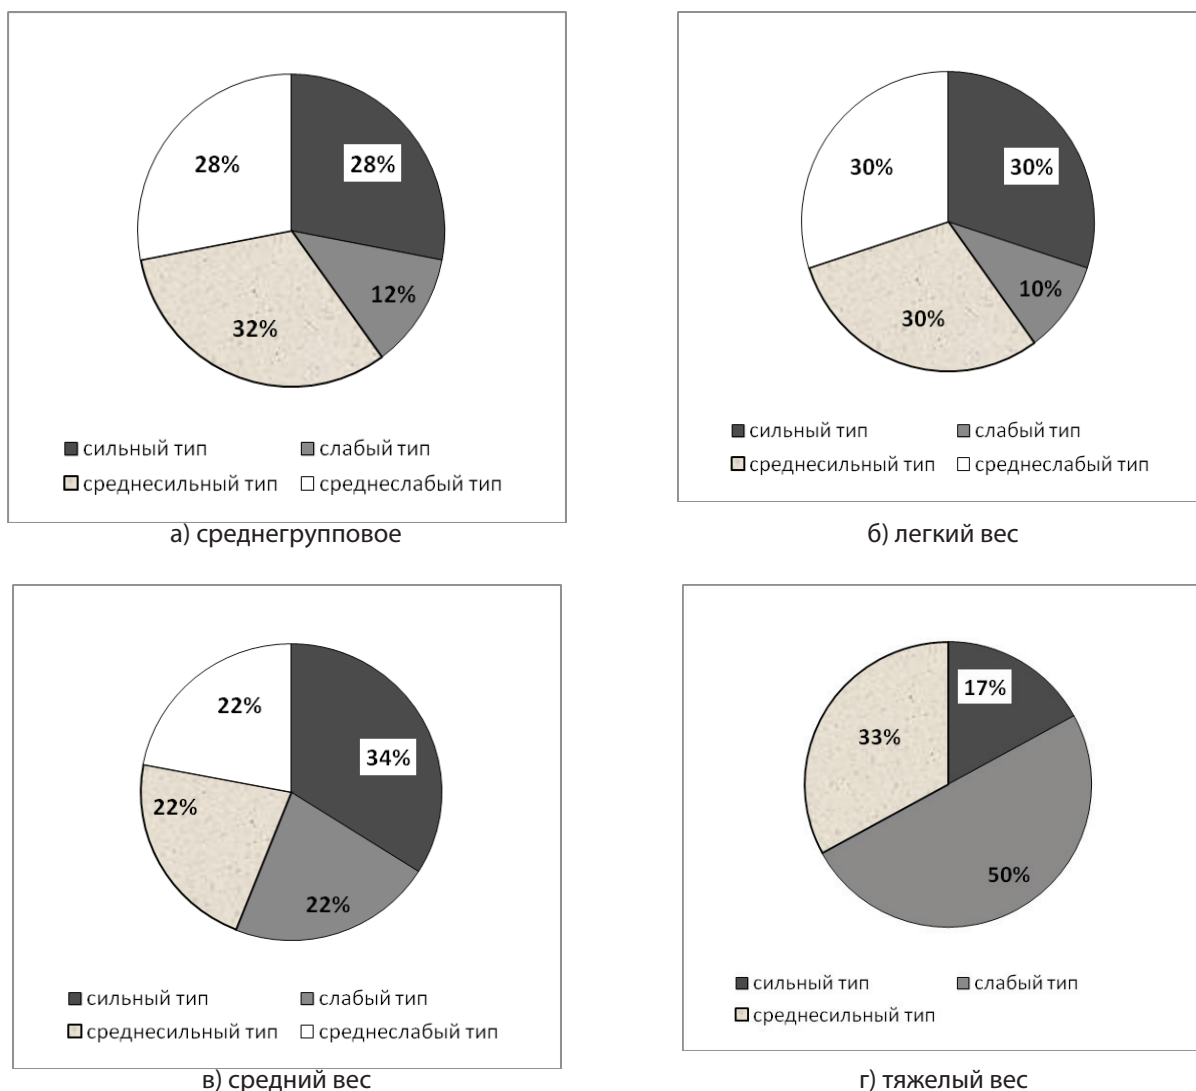 28%
28%
12%
32%
сильный тип
слабый тип
среднесильный тип
среднеслабый тип
а) среднегрупповое
30%
30%
10%
30%
сильный тип
слабый тип
среднесильный тип
среднеслабый тип
б) легкий вес
22%
34%
22%
22%
сильный тип
слабый тип
среднесильный тип
среднеслабый тип
в) средний вес
17%
33%
50%
сильный тип
слабый тип
среднесильный тип
г) тяжелый вес